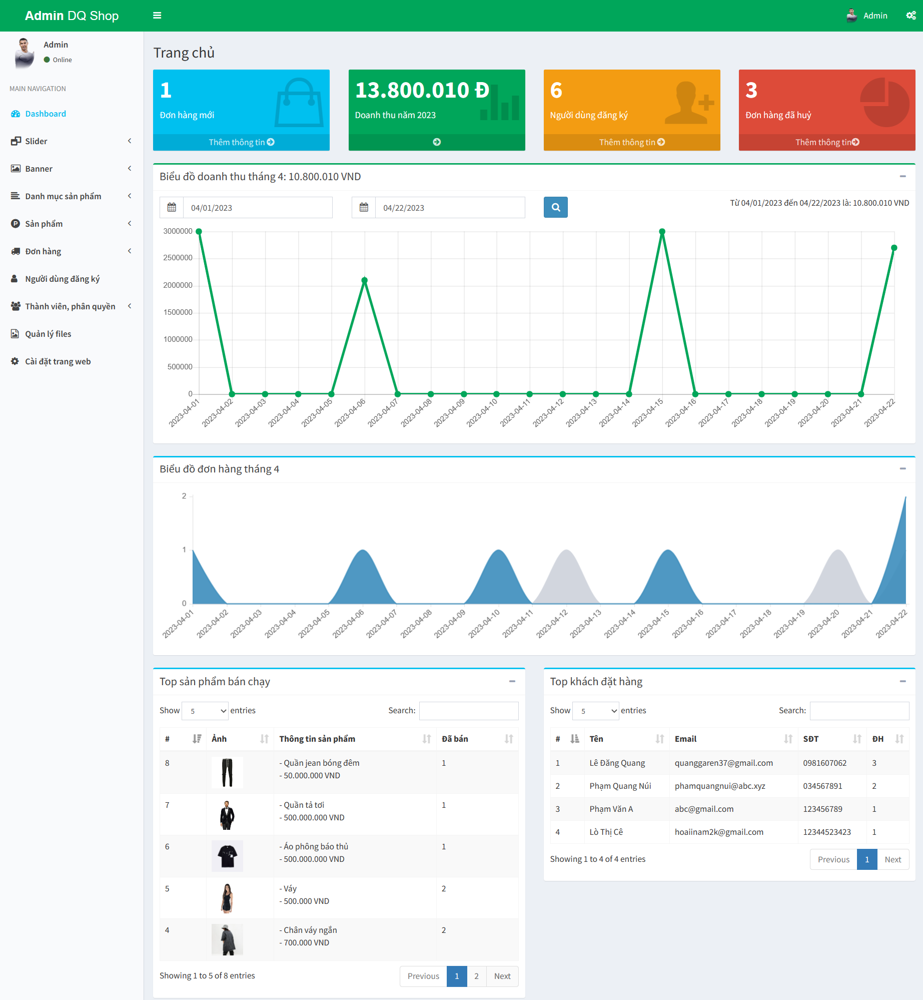 Admin DQ Shop
Admin
Admin
Online
MAIN NAVIGATION
Dashboard
Slider
Banner
Danh mục sản phẩm
Sản phẩm
Đơn hàng
Người dùng đăng ký
Thành viên, phân quyền
Quản lý files
Cài đặt trang web
Trang chủ
1
Đơn hàng mới
Thêm thông tin
13.800.010 Đ
Doanh thu năm 2023
6
Người dùng đăng ký
Thêm thông tin
3
Đơn hàng đã huỷ
Thêm thông tin
Biểu đồ doanh thu tháng 4: 10.800.010 VND
04/01/2023
04/22/2023
Từ 04/01/2023 đến 04/22/2023 là: 10.800.010 VND
3000000
2500000
2000000
1500000
1000000
500000
0
2023-04-01
2023-04-02
2023-04-03
2023-04-04
2023-04-05
2023-04-06
2023-04-07
2023-04-08
2023-04-09
2023-04-10
2023-04-11
2023-04-12
2023-04-13
2023-04-14
2023-04-15
2023-04-16
2023-04-17
2023-04-18
2023-04-19
2023-04-20
2023-04-21
2023-04-22
Biểu đồ đơn hàng tháng 4
2
1
0
2023-04-01
2023-04-02
2023-04-03
2023-04-04
2023-04-05
2023-04-06
2023-04-07
2023-04-08
2023-04-09
2023-04-10
2023-04-11
2023-04-12
2023-04-13
2023-04-14
2023-04-15
2023-04-16
2023-04-17
2023-04-18
2023-04-19
2023-04-20
2023-04-21
2023-04-22
Top sản phẩm bán chạy
Show 5 entries
Search:
# Ảnh Thông tin sản phẩm Đã bán
8 - Quần jean bóng đêm 1
- 50.000.000 VND
7 - Quần tả tơi 1
- 500.000.000 VND
6 - Áo phông báo thủ 1
- 500.000.000 VND
5 - Váy 2
- 500.000 VND
4 - Chân váy ngắn 2
- 700.000 VND
Showing 1 to 5 of 8 entries
Previous 1 2 Next
Top khách đặt hàng
Show 5 entries
Search:
# Tên Email SĐT ĐH
1 Lê Đăng Quang quanggaren37@gmail.com 0981607062 3
2 Phạm Quang Núi phamquangnui@abc.xyz 034567891 2
3 Phạm Văn A abc@gmail.com 123456789 1
4 Lò Thị Cê hoaiinam2k@gmail.com 12344523423 1
Showing 1 to 4 of 4 entries
Previous 1 Next